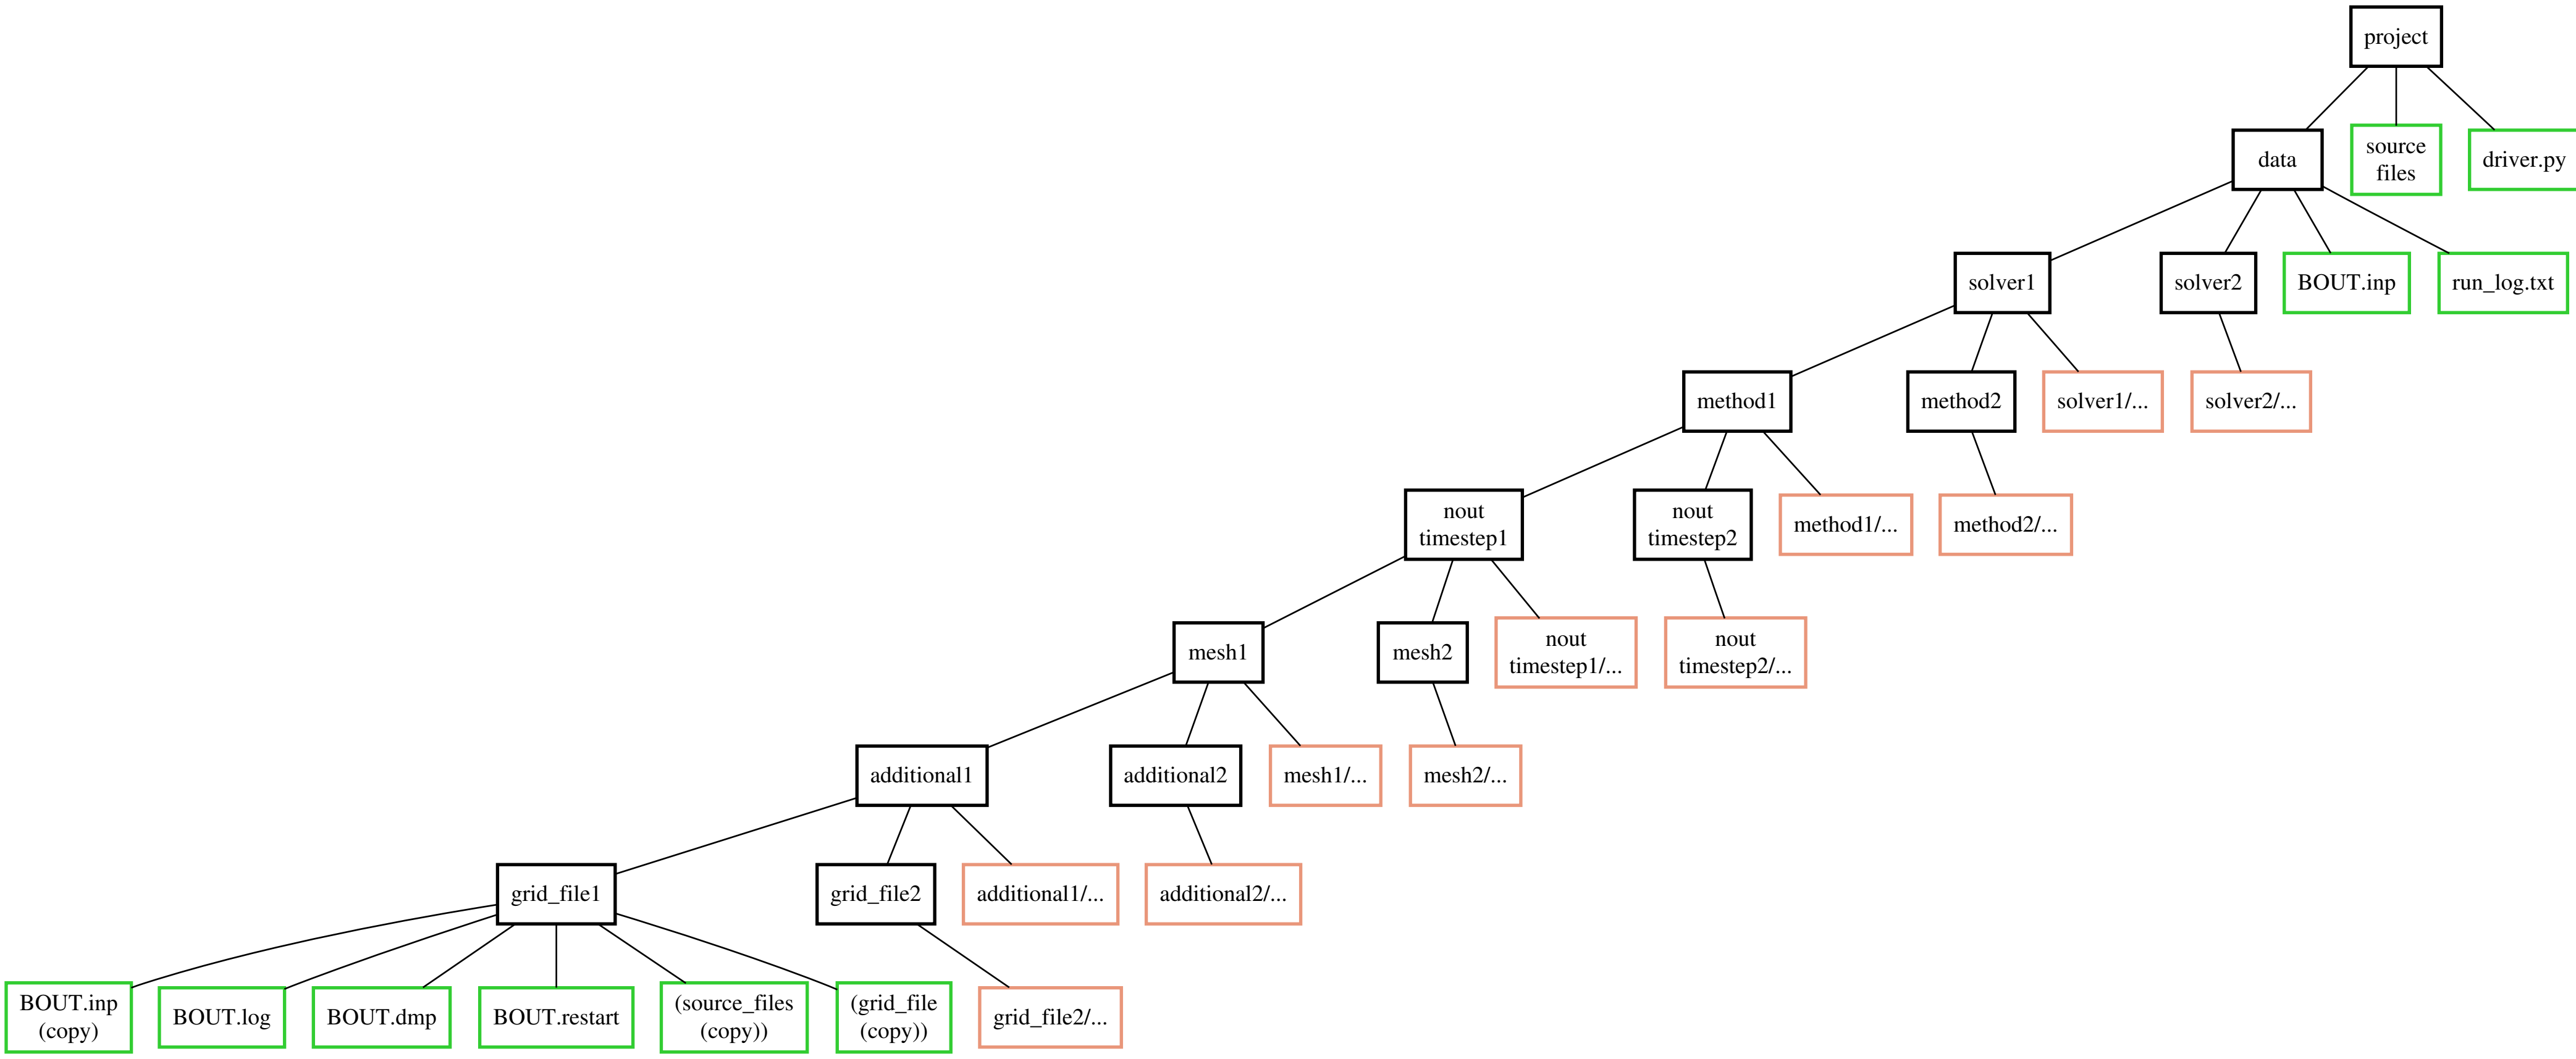 project
data
source
files
driver.py
solver1
solver2
BOUT.inp
run_log.txt
method1
method2
solver1/...
solver2/...
nout
timestep1
nout
timestep2
method1/...
method2/...
mesh1
mesh2
nout
timestep1/...
nout
timestep2/...
additional1
additional2
mesh1/...
mesh2/...
grid_file1
grid_file2
additional1/...
additional2/...
BOUT.inp
(copy)
BOUT.log
BOUT.dmp
BOUT.restart
(source_files
(copy))
(grid_file
(copy))
grid_file2/...